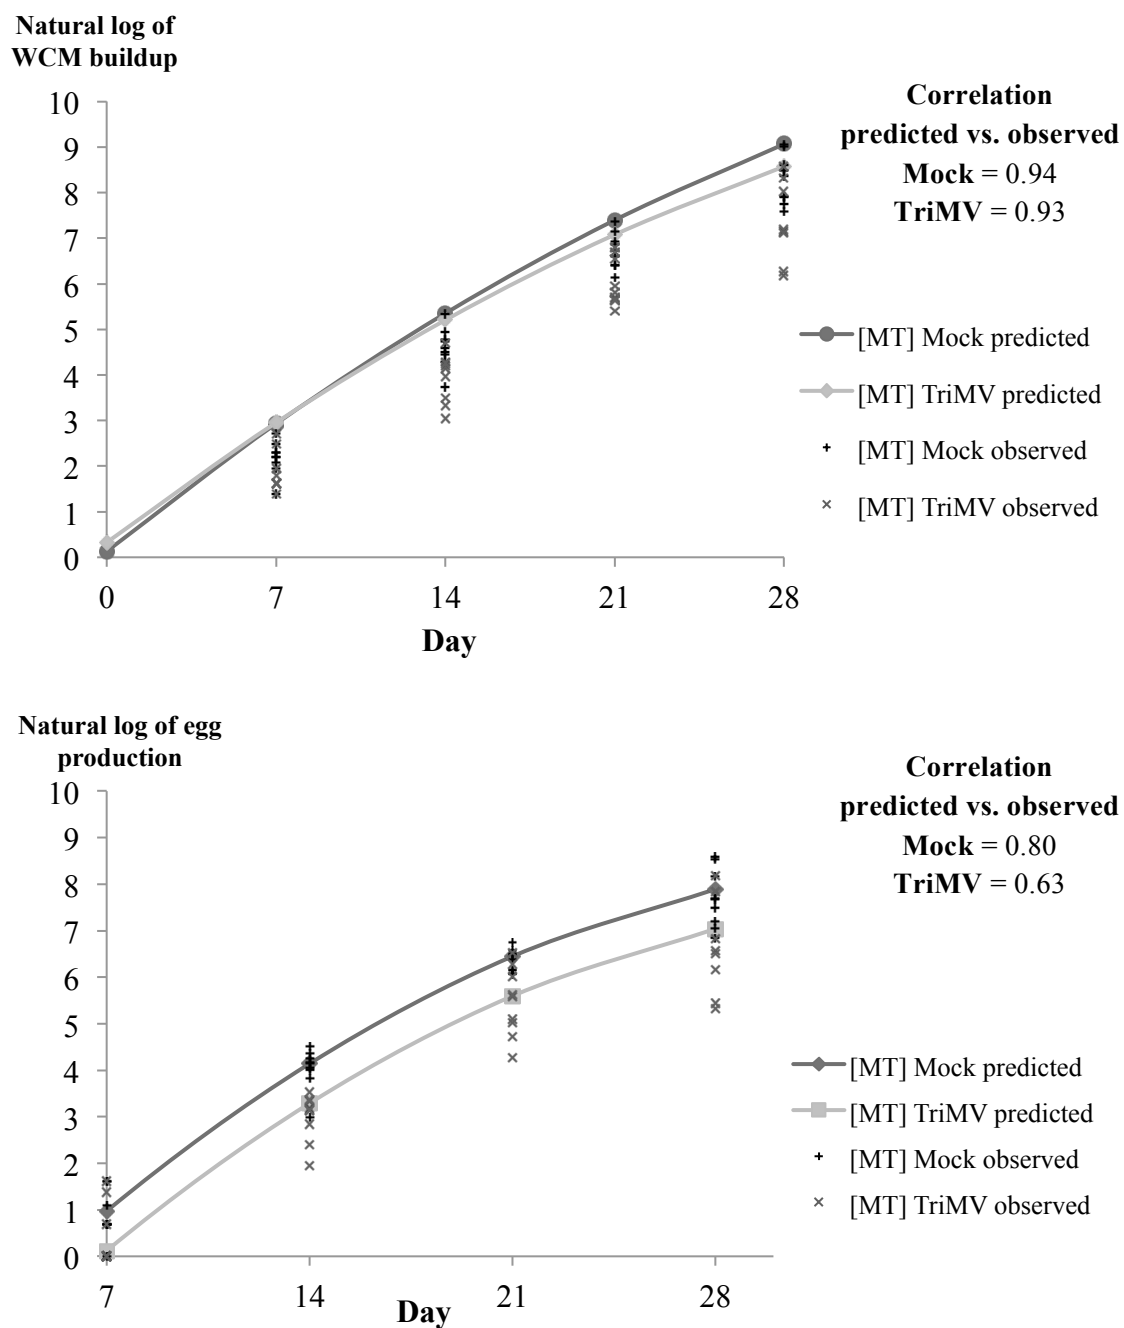 Natural log of
WCM buildup
10
9
8
7
6
5
4
3
2
1
0
0 7 14 21 28
Day
Correlation
predicted vs. observed
Mock = 0.94
TriMV = 0.93
[MT] Mock predicted
[MT] TriMV predicted
[MT] Mock observed
[MT] TriMV observed
Natural log of egg
production
10
9
8
7
6
5
4
3
2
1
0
7 14 21 28
Day
Correlation
predicted vs. observed
Mock = 0.80
TriMV = 0.63
[MT] Mock predicted
[MT] TriMV predicted
[MT] Mock observed
[MT] TriMV observed